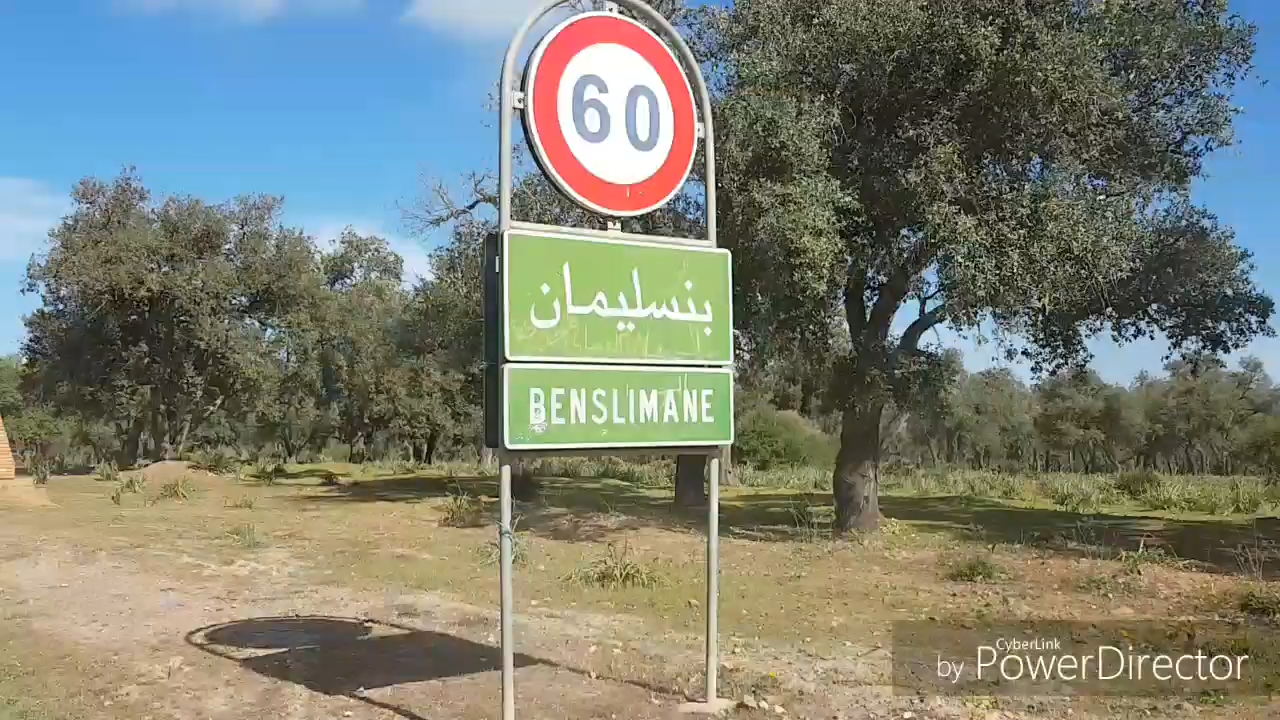 60
بنسليمان
BENSLIMANE
CyberLink
by PowerDirector